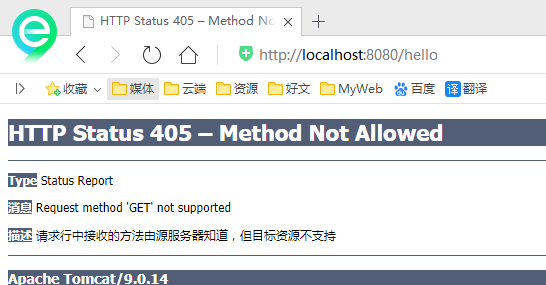 HTTP Status 405 – Method No
http://localhost:8080/hello
收藏 媒体 云端 资源 好文 MyWeb 百度 译 翻译
HTTP Status 405 – Method Not Allowed
Type Status Report
消息 Request method 'GET' not supported
描述 请求行中接收的方法由源服务器知道，但目标资源不支持
Apache Tomcat/9.0.14